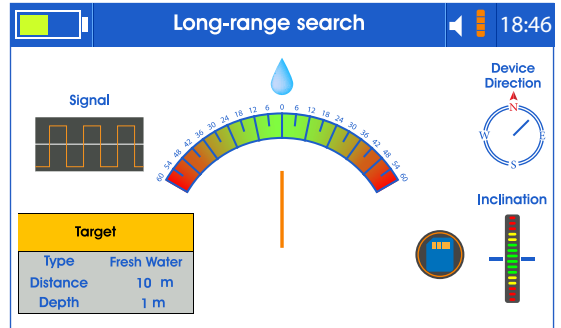 Long-range search
18:46
Signal
60 54 48 42 36 30 24 18 12 6 0 6 12 18 24 30 36 42 48 54 60
Device
Direction
N
W E
S
Inclination
Target
Type Fresh Water
Distance 10 m
Depth 1 m